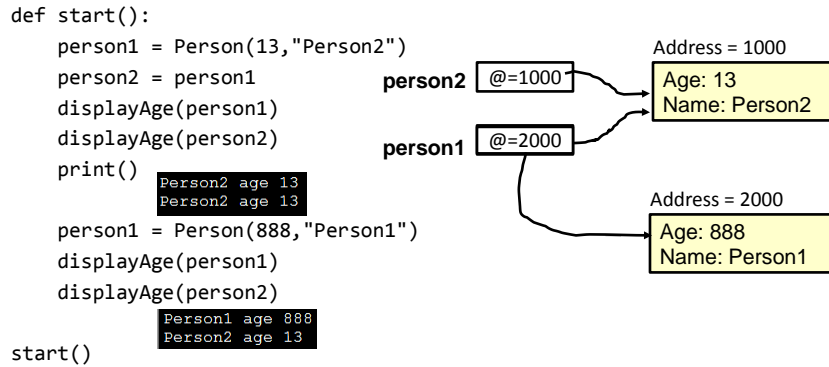 def start():
person1 = Person(13,"Person2")
person2 = person1
displayAge(person1)
displayAge(person2)
print()
Person2 age 13
Person2 age 13
person1 = Person(888,"Person1")
displayAge(person1)
displayAge(person2)
Person1 age 888
Person2 age 13
start()
person2 @=1000
person1 @=2000
Address = 1000
Age: 13
Name: Person2
Address = 2000
Age: 888
Name: Person1